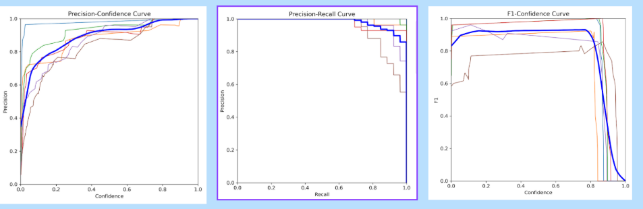 Precision-Confidence Curve
Precision
1.0
0.8
0.6
0.4
0.2
0.0
0.0 0.2 0.4 0.6 0.8 1.0
Confidence
Precision-Recall Curve
Precision
1.0
0.8
0.6
0.4
0.2
0.0
0.0 0.2 0.4 0.6 0.8 1.0
Recall
F1-Confidence Curve
F1
1.0
0.8
0.6
0.4
0.2
0.0
0.0 0.2 0.4 0.6 0.8 1.0
Confidence